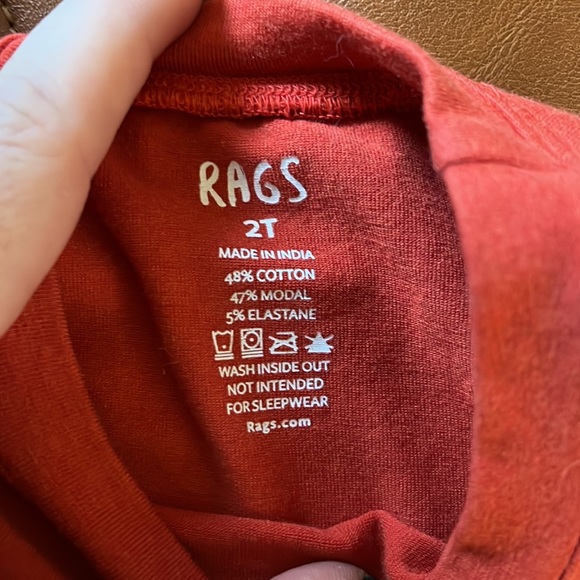 RAGS
2T
MADE IN INDIA
48% COTTON
47% MODAL
5% ELASTANE
WASH INSIDE OUT
NOT INTENDED
FOR SLEEPWEAR
Rags.com